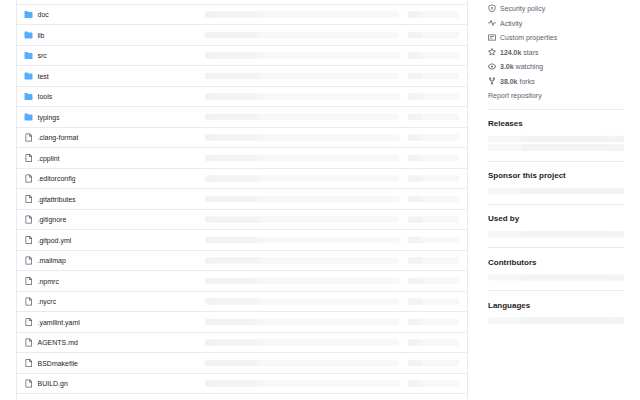 doc
lib
src
test
tools
typings
.clang-format
.cpplint
.editorconfig
.gitattributes
.gitignore
.gitpod.yml
.mailmap
.npmrc
.nycrc
.yamllint.yaml
AGENTS.md
BSDmakefile
BUILD.gn
Security policy
Activity
Custom properties
124.0k stars
3.0k watching
38.0k forks
Report repository
Releases
Sponsor this project
Used by
Contributors
Languages